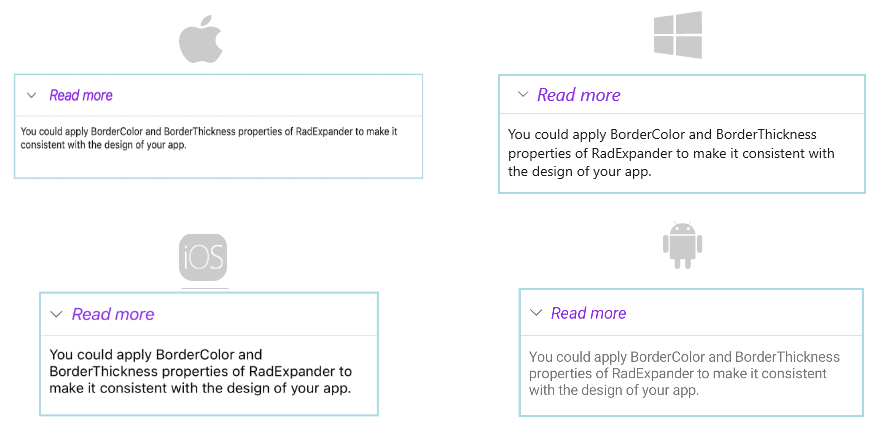 Read more
You could apply BorderColor and BorderThickness properties of RadExpander to make it
consistent with the design of your app.
Read more
You could apply BorderColor and BorderThickness
properties of RadExpander to make it consistent with
the design of your app.
iOS
Read more
You could apply BorderColor and
BorderThickness properties of RadExpander to
make it consistent with the design of your app.
Read more
You could apply BorderColor and BorderThickness
properties of RadExpander to make it consistent
with the design of your app.